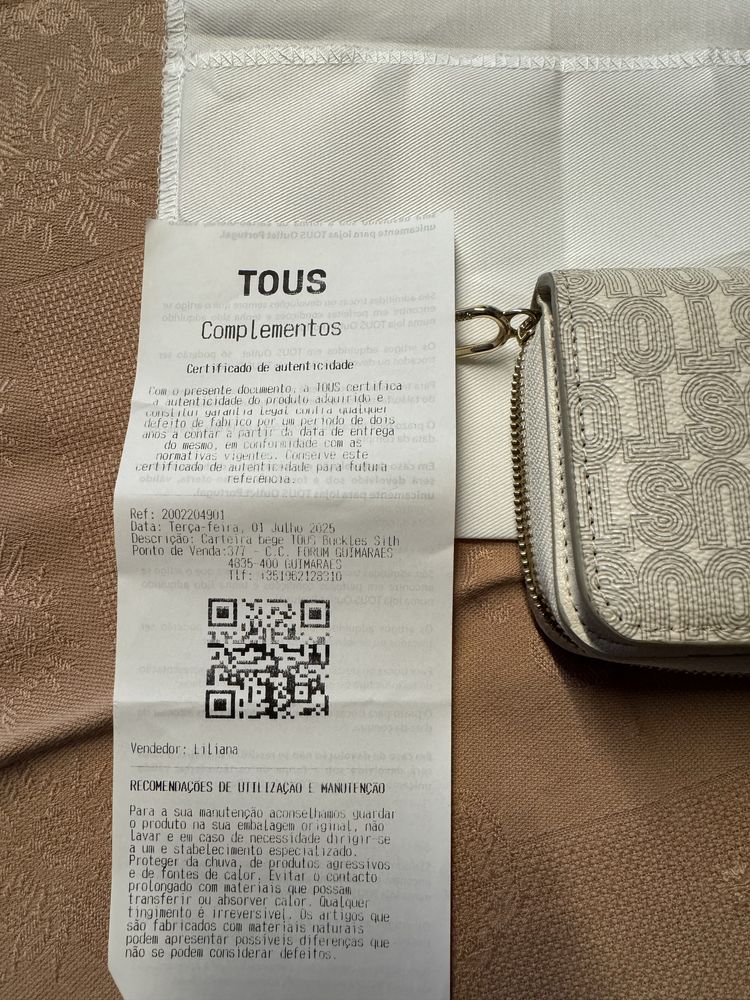 TOUS
Complementos
Certificado de autenticidade
Com o presente documento, a TOUS certifica
a autenticidade do produto adquirido e
constitui garantia legal contra qualquer
defeito de fabrico por um período de dois
anos a contar a partir da data de entrega
do mesmo, em conformidade com as
normativas vigentes. Conserve este
certificado de autenticidade para futura
referência.
Ref: 2002204901
Data: Terça-feira, 01 Julho 2025
Descrição: Carteira bege TOUS Buckles Sith
Ponto de Venda:377 - C.C. FORUM GUIMARAES
4835-400 GUIMARAES
Tlf: +351962128310
Vendedor: Liliana
RECOMENDAÇÕES DE UTILIZAÇÃO E MANUTENÇÃO
Para a sua manutenção aconselhamos guardar
o produto na sua embalagem original, não
lavar e em caso de necessidade dirigir-se
a um e stabelecimento especializado.
Proteger da chuva, de produtos agressivos
e de fontes de calor. Evitar o contacto
prolongado com materiais que possam
transferir ou absorver calor. Qualquer
tingimento é irreversível. Os artigos que
são fabricados com materiais naturais
podem apresentar possíveis diferenças que
não se podem considerar defeitos.